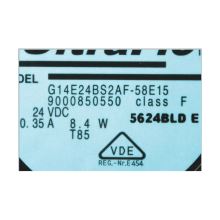 DEL
G14E24BS2AF-58E15
9000850550 class F
24 VDC
0.35 A 8.4 W 5624BLD E
T85
VDE
REG.-Nr.E454